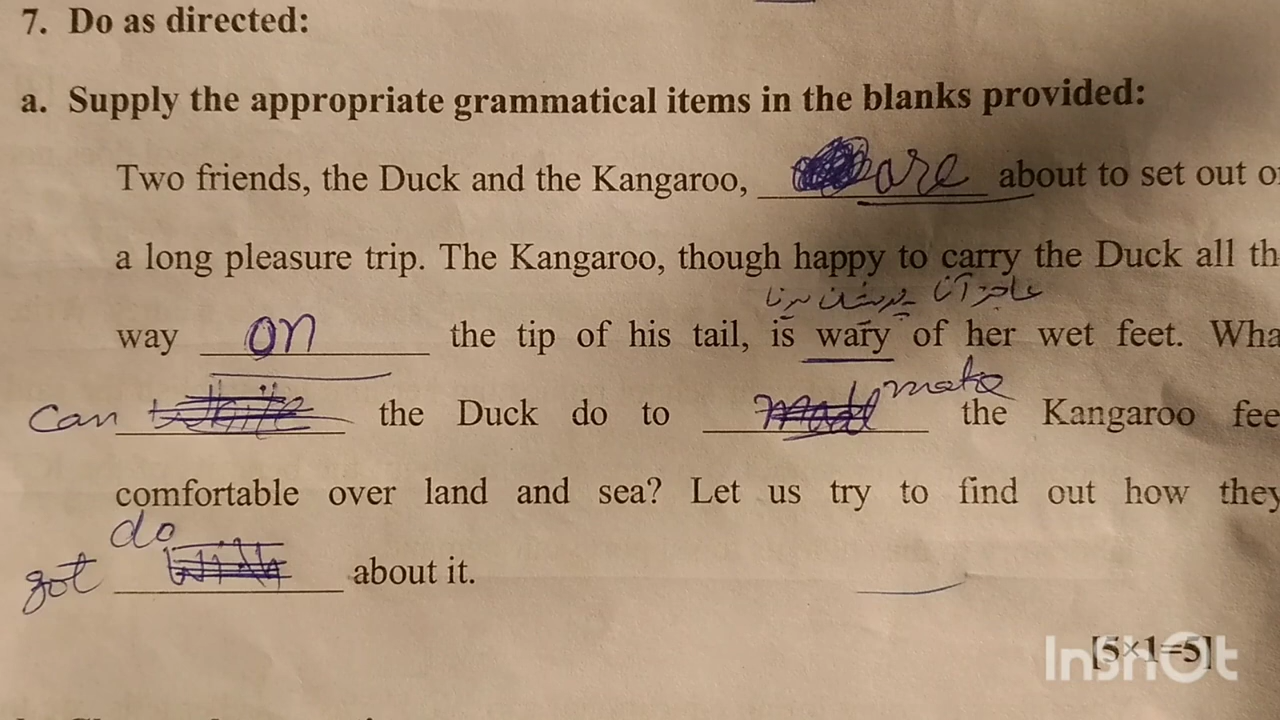 7. Do as directed:
a. Supply the appropriate grammatical items in the blanks provided:
Two friends, the Duck and the Kangaroo, are about to set out o
a long pleasure trip. The Kangaroo, though happy to carry the Duck all th
عاجز آنا پریشان ہونا
way on the tip of his tail, is wary of her wet feet. Wha
can the Duck do to make the Kangaroo fee
comfortable over land and sea? Let us try to find out how they
do
got about it.
[5×1=5]
InShOt